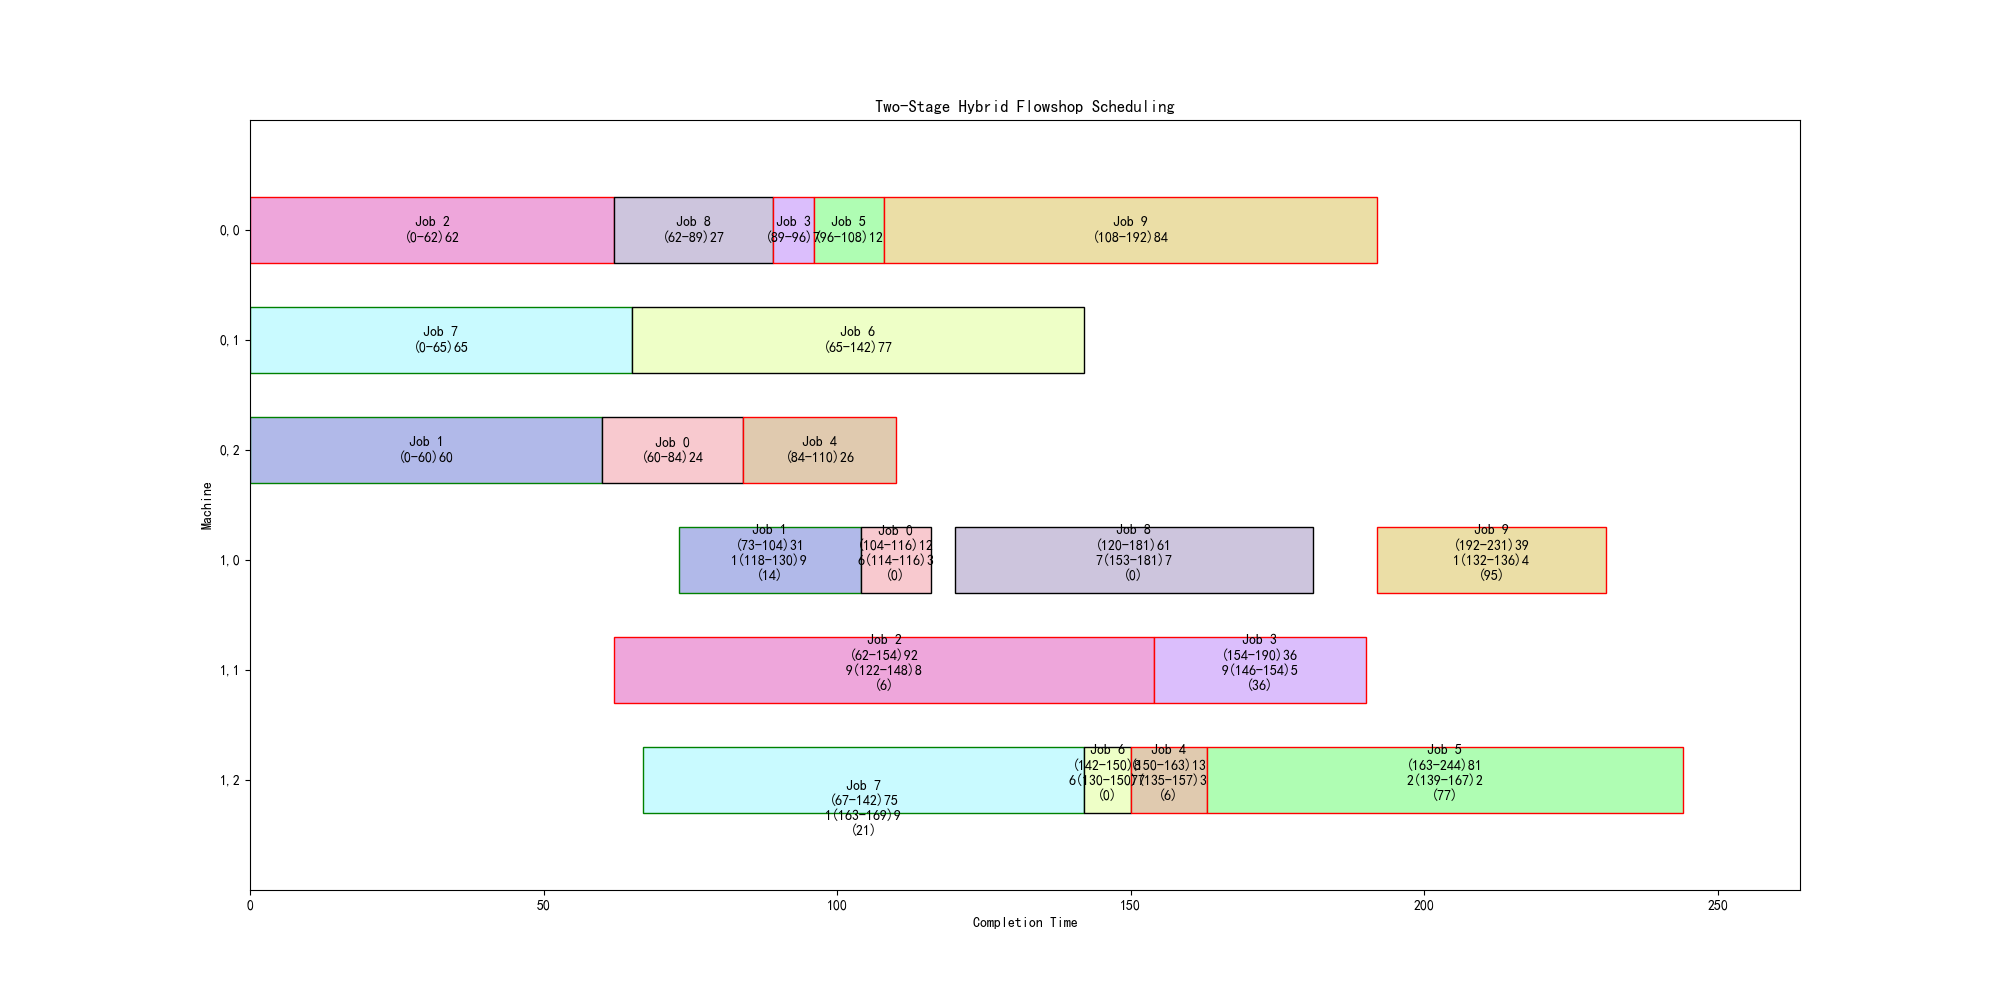 Two-Stage Hybrid Flowshop Scheduling
0,0
Job 2
(0-62)62
Job 8
(62-89)27
Job 3
(89-96)7
Job 5
(96-108)12
Job 9
(108-192)84
0,1
Job 7
(0-65)65
Job 6
(65-142)77
0,2
Job 1
(0-60)60
Job 0
(60-84)24
Job 4
(84-110)26
Machine
1,0
Job 1
(73-104)31
1(118-130)9
(14)
Job 0
(104-116)12
6(114-116)3
(0)
Job 8
(120-181)61
7(153-181)7
(0)
Job 9
(192-231)39
1(132-136)4
(95)
1,1
Job 2
(62-154)92
9(122-148)8
(6)
Job 3
(154-190)36
9(146-154)5
(36)
1,2
Job 7
(67-142)75
1(163-169)9
(21)
Job 6
(142-150)8
6(130-150)7
(0)
Job 4
(150-163)13
7(135-157)3
(6)
Job 5
(163-244)81
2(139-167)2
(77)
0
50
100
150
200
250
Completion Time